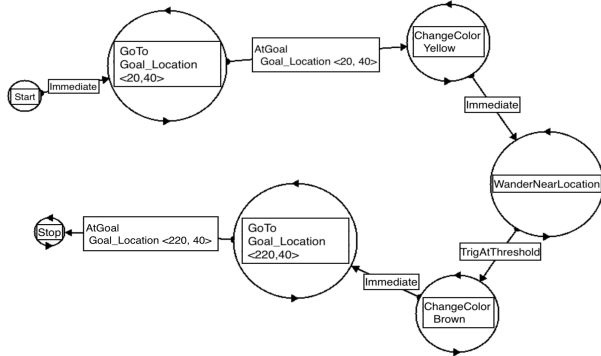 Start
Immediate
GoTo
Goal_Location
<20,40>
AtGoal
Goal_Location <20, 40>
ChangeColor
Yellow
Immediate
WanderNearLocation
TrigAtThreshold
ChangeColor
Brown
Immediate
GoTo
Goal_Location
<220,40>
AtGoal
Goal_Location <220, 40>
Stop